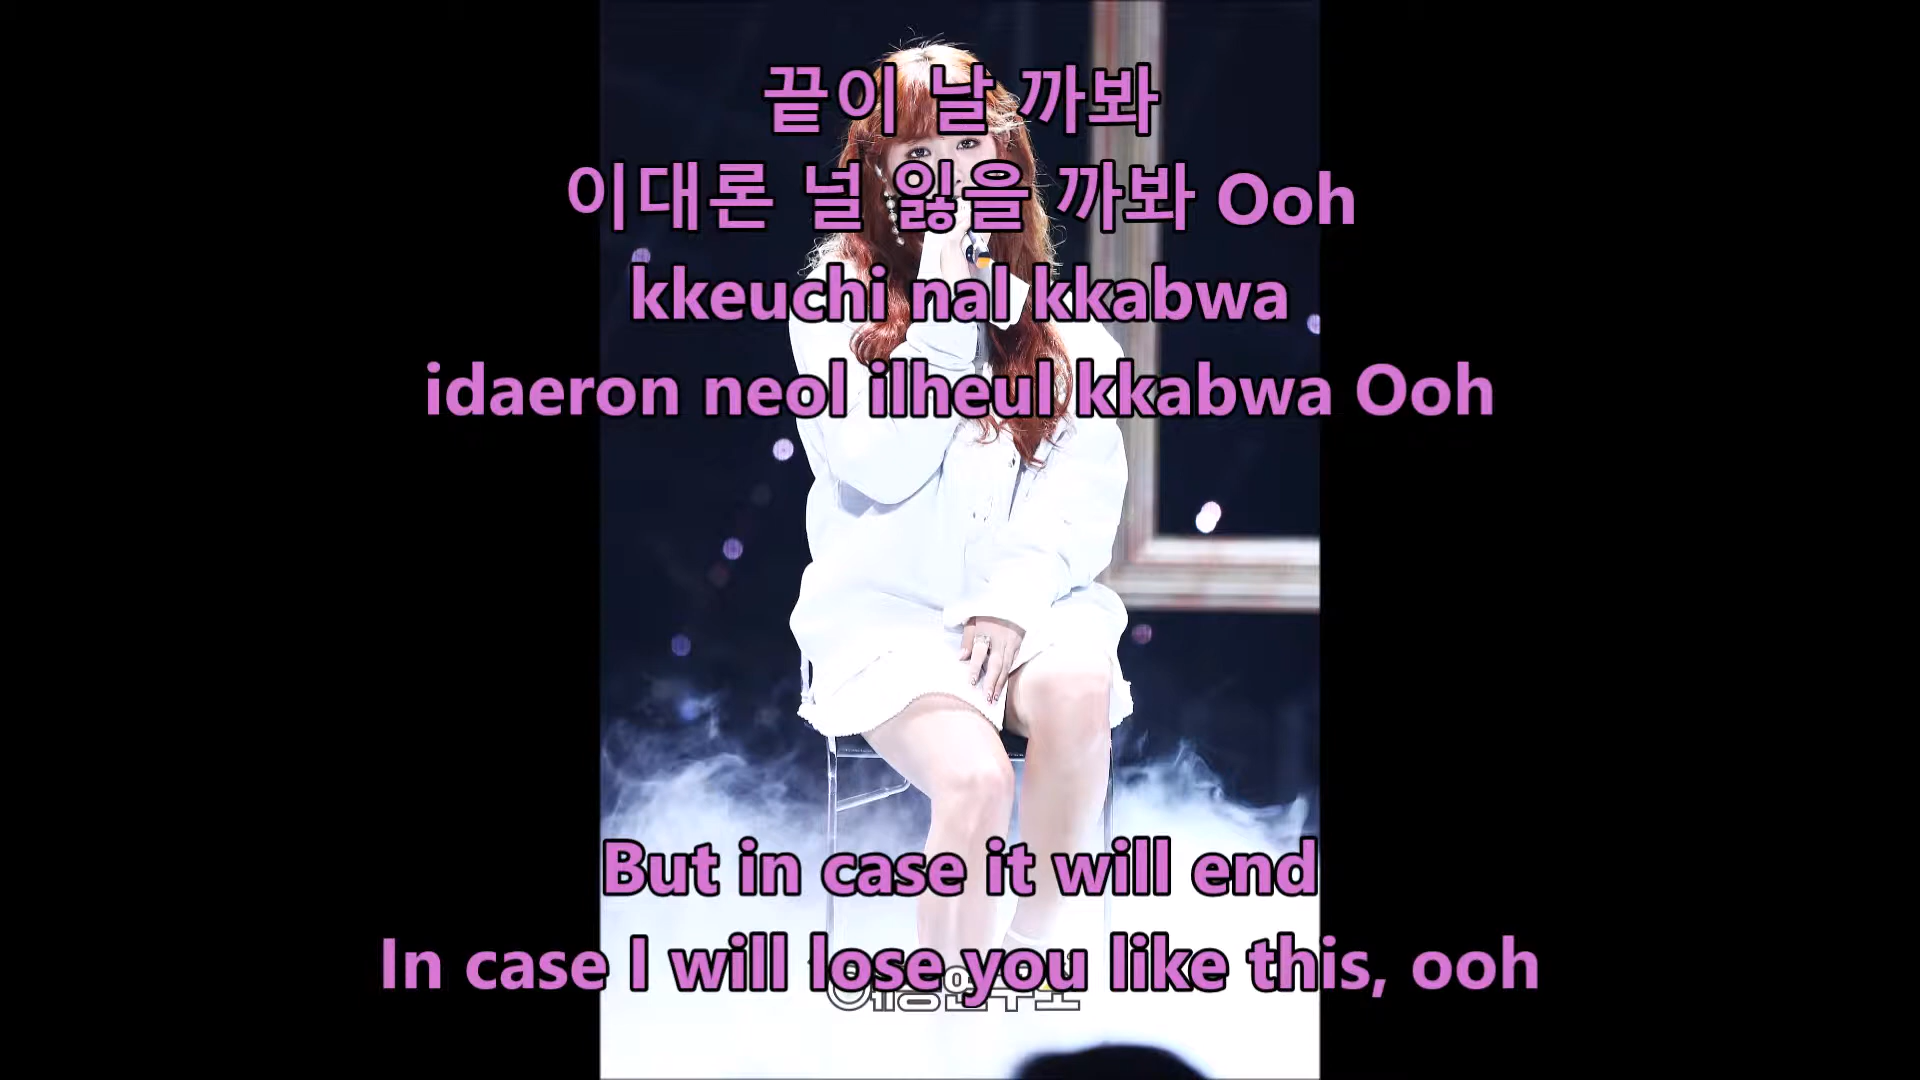 끝이 날 까봐
이대론 널 잃을 까봐 Ooh
kkeuchi nal kkabwa
idaeron neol ilheul kkabwa Ooh
But in case it will end
In case I will lose you like this, ooh